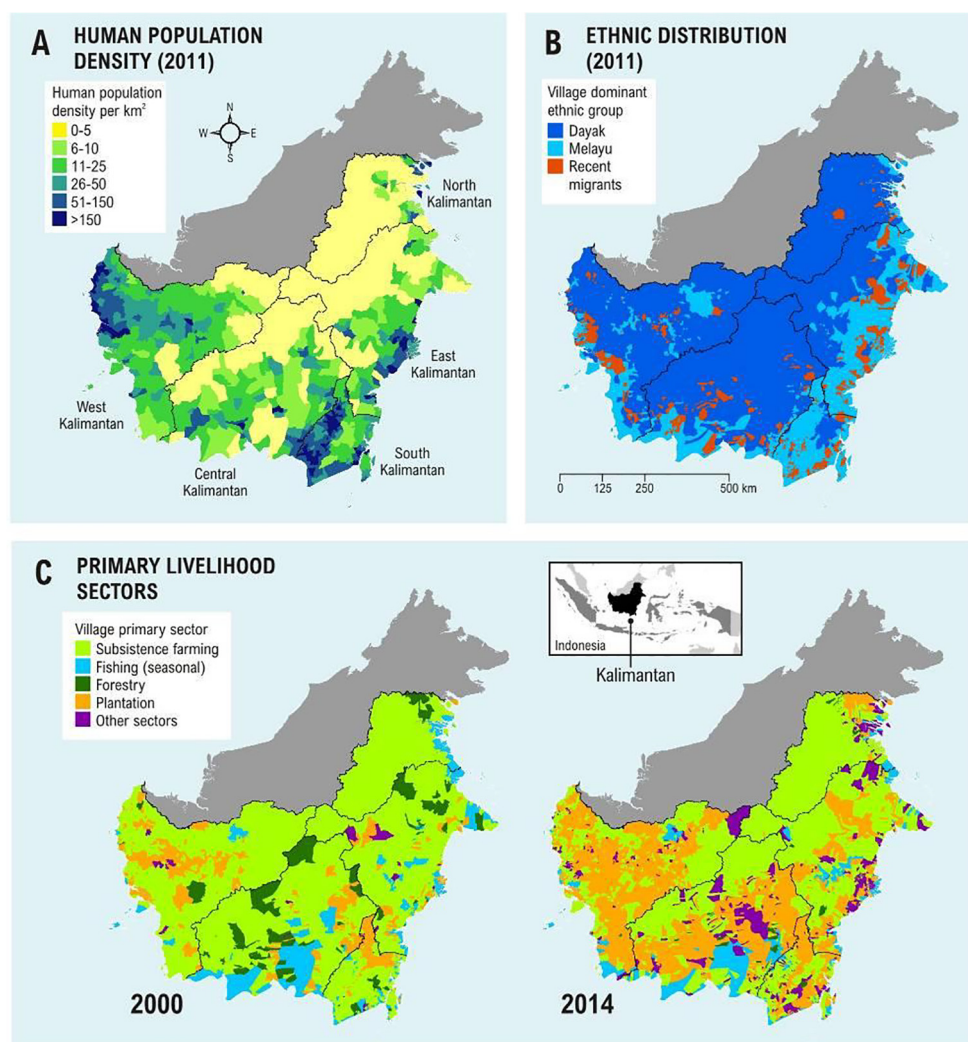 A
HUMAN POPULATION
DENSITY (2011)
Human population
density per km²
0-5
6-10
11-25
26-50
51-150
>150
N
W
E
S
North
Kalimantan
East
Kalimantan
West
Kalimantan
South
Kalimantan
Central
Kalimantan
B
ETHNIC DISTRIBUTION
(2011)
Village dominant
ethnic group
Dayak
Melayu
Recent
migrants
0 125 250 500 km
C
PRIMARY LIVELIHOOD
SECTORS
Village primary sector
Subsistence farming
Fishing (seasonal)
Forestry
Plantation
Other sectors
Indonesia
Kalimantan
2000
2014